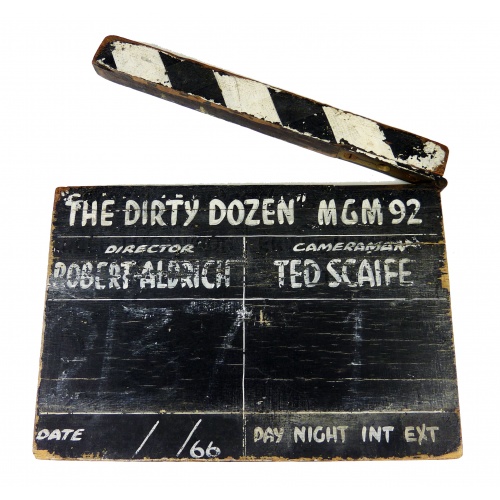 "THE DIRTY DOZEN" MGM 92
DIRECTOR CAMERAMAN
ROBERT ALDRICH TED SCAIFE
DATE / /66 DAY NIGHT INT EXT